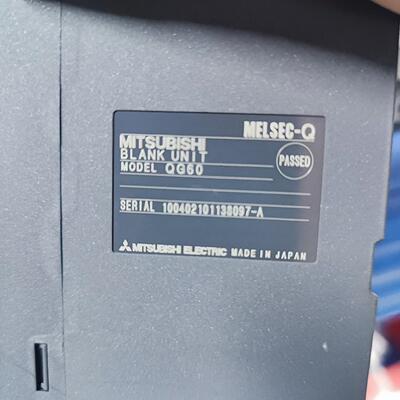 MELSEC-Q
MITSUBISHI
BLANK UNIT
PASSED
MODEL QG60
SERIAL 100402101138097-A
MITSUBISHI ELECTRIC MADE IN JAPAN